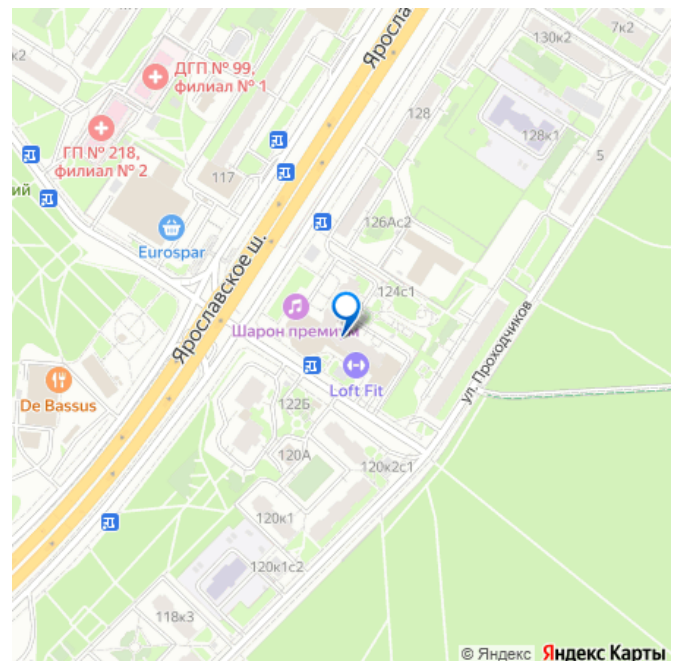 к2
ДГП № 99,
филиал № 1
Яросла
130к2
7к2
128
128к1
5
ГП № 218,
филиал № 2
117
ий
126Ас2
Eurospar
Ярославское ш.
124с1
Шарон премиум
Loft Fit
ул. Проходчиков
De Bassus
122Б
120А
120к2с1
120к1
120к1с2
118к3
© Яндекс Яндекс Карты